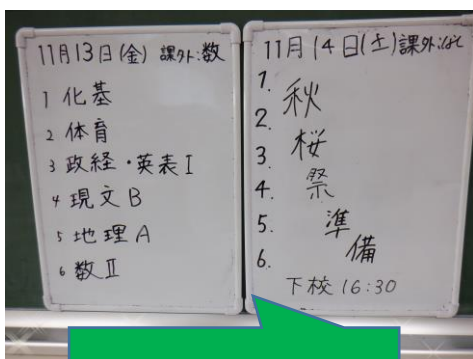 11月13日(金) 課外:数
1 化基
2 体育
3 政経・英表I
4 現文B
5 地理A
6 数II
11月14日(土)課外:なし
1.
2.
3.
4.
5.
6.
秋桜祭準備
下校16:30